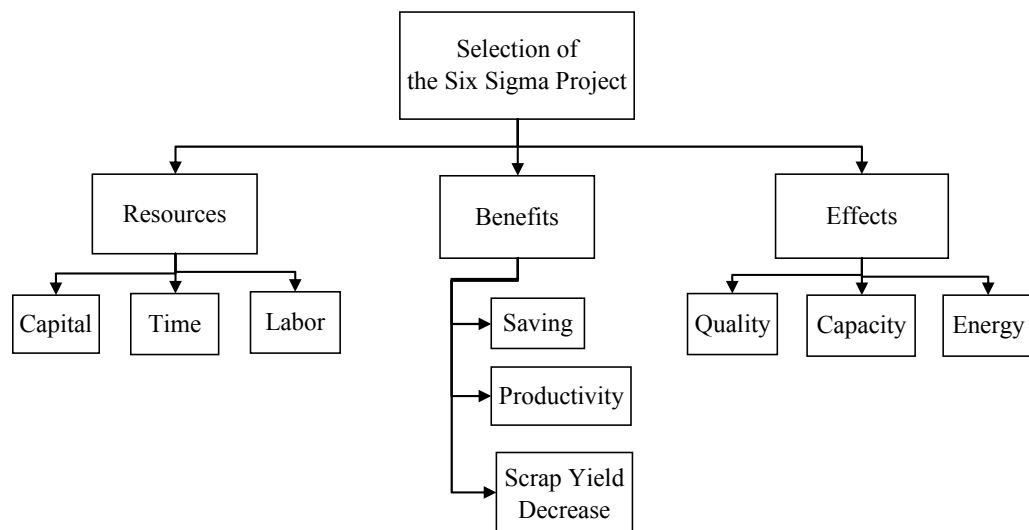 Selection of
the Six Sigma Project
Resources
Benefits
Effects
Capital
Time
Labor
Saving
Productivity
Scrap Yield
Decrease
Quality
Capacity
Energy